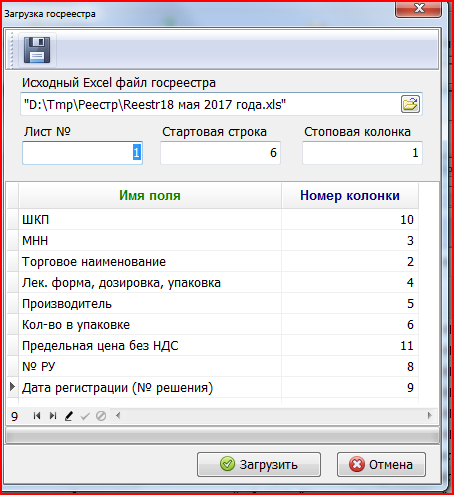 Загрузка госреестра
Исходный Excel файл госреестра
"D:\Tmp\Реестр\Reestr18 мая 2017 года.xls"
Лист № Стартовая строка Стоповая колонка
1 6 1
Имя поля Номер колонки
ШКП 10
МНН 3
Торговое наименование 2
Лек. форма, дозировка, упаковка 4
Производитель 5
Кол-во в упаковке 6
Предельная цена без НДС 11
№ РУ 8
Дата регистрации (№ решения) 9
9
Загрузить Отмена